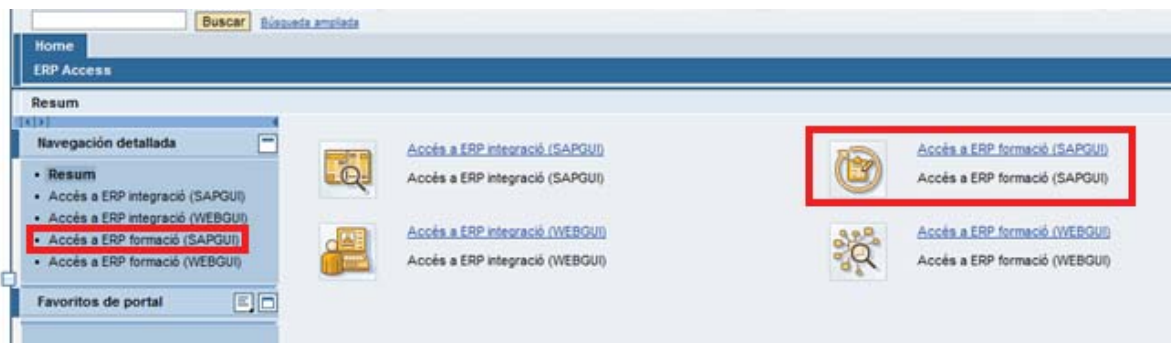 Buscar Búsqueda ampliada
Home
ERP Access
Resum
Navegación detallada
• Resum
• Accés a ERP integració (SAPGUI)
• Accés a ERP integració (WEBGUI)
• Accés a ERP formació (SAPGUI)
• Accés a ERP formació (WEBGUI)
Favoritos de portal
Accés a ERP integració (SAPGUI)
Accés a ERP integració (SAPGUI)
Accés a ERP formació (SAPGUI)
Accés a ERP formació (SAPGUI)
Accés a ERP integració (WEBGUI)
Accés a ERP integració (WEBGUI)
Accés a ERP formació (WEBGUI)
Accés a ERP formació (WEBGUI)